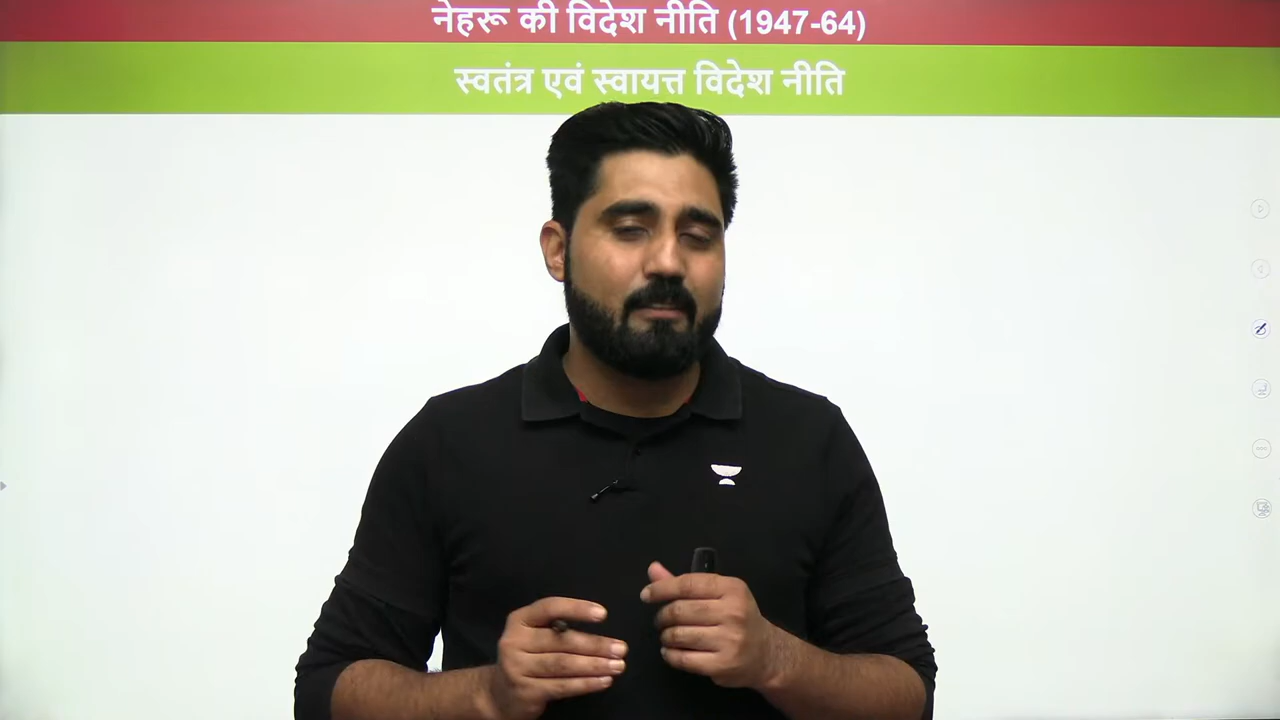 नेहरू की विदेश नीति (1947-64)
स्वतंत्र एवं स्वायत्त विदेश नीति